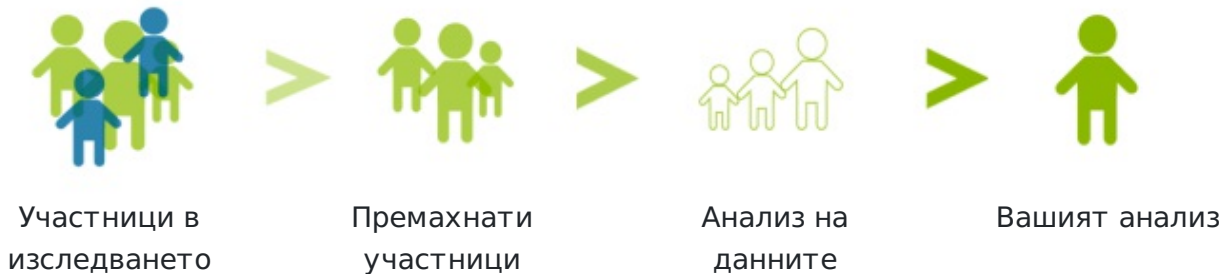 Участници в
изследването
Премахнати
участници
Анализ на
данните
Вашият анализ